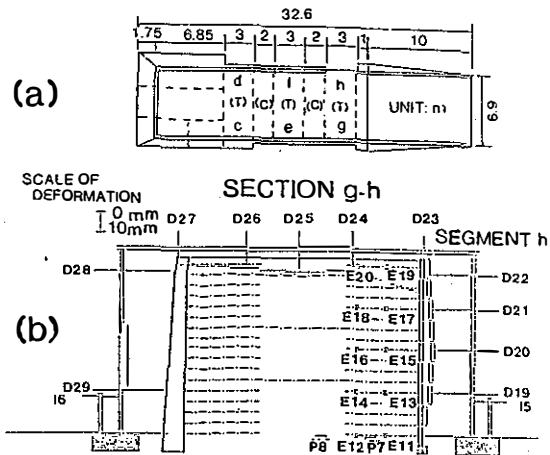 32.6
1.75 6.85 3 2 3 2 3 1 10
(a)
d f h
(T) (C) (T) (C) (T) UNIT: m
c e g
6.9
SCALE OF DEFORMATION
0 mm
10mm
SECTION g-h
D27 D26 D25 D24 D23
SEGMENT h
D28 E20 E19 D22
E18 E17 D21
(b)
E16 E15 D20
D29 E14 E13 D19
I6 I5
P8 E12 P7 E11